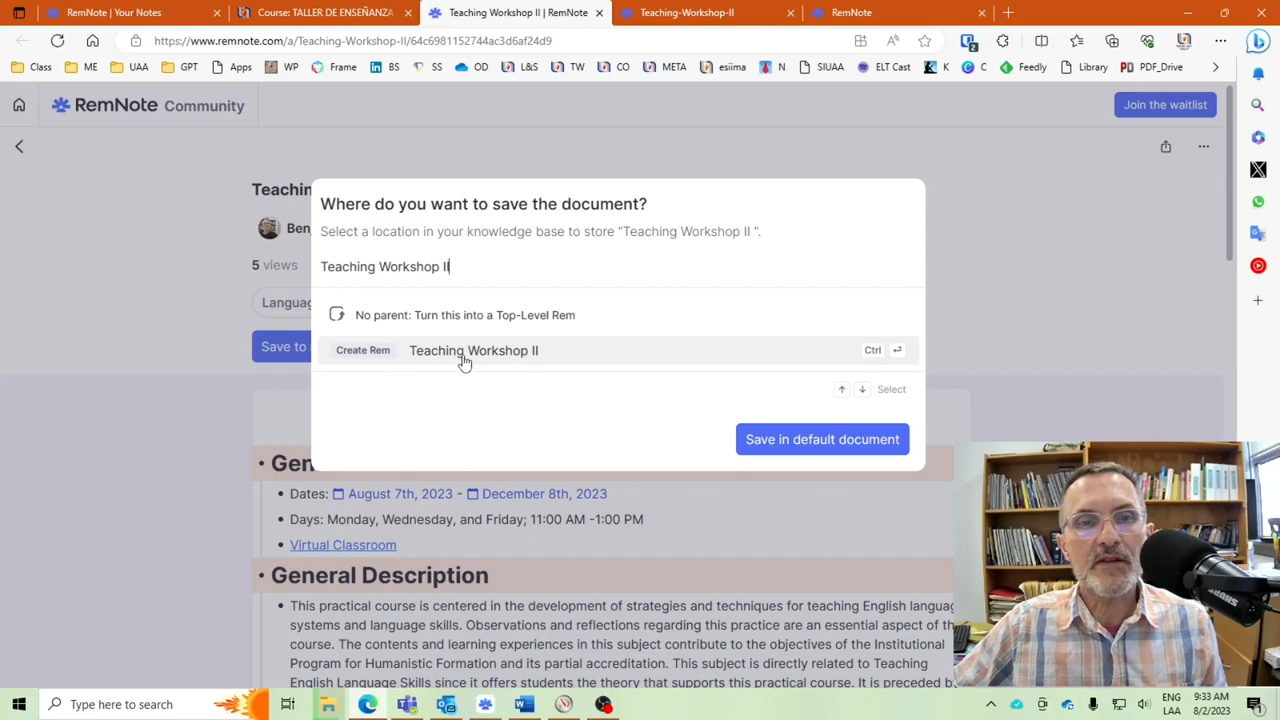 RemNote | Your Notes
Course: TALLER DE ENSEÑANZA
Teaching Workshop II | RemNote
Teaching-Workshop-II
RemNote
https://www.remnote.com/a/Teaching-Workshop-II/64c6981152744ac3d6af24d9
Class ME UAA GPT Apps WP Frame BS SS OD L&S TW CO META esiima N SIUAA ELT Cast K C Feedly Library PDF_Drive
RemNote Community
Join the waitlist
Teachin
Where do you want to save the document?
Ben
Select a location in your knowledge base to store "Teaching Workshop II ".
5 views
Teaching Workshop II
Languag
No parent: Turn this into a Top-Level Rem
Save to
Create Rem Teaching Workshop II Ctrl
Select
Save in default document
Gen
Dates: August 7th, 2023 - December 8th, 2023
Days: Monday, Wednesday, and Friday; 11:00 AM -1:00 PM
Virtual Classroom
General Description
This practical course is centered in the development of strategies and techniques for teaching English languag
systems and language skills. Observations and reflections regarding this practice are an essential aspect of th
course. The contents and learning experiences in this subject contribute to the objectives of the Institutional
Program for Humanistic Formation and its partial accreditation. This subject is directly related to Teaching
English Language Skills since it offers students the theory that supports this practical course. It is preceded by
Type here to search
ENG
LAA
9:33 AM
8/2/2023